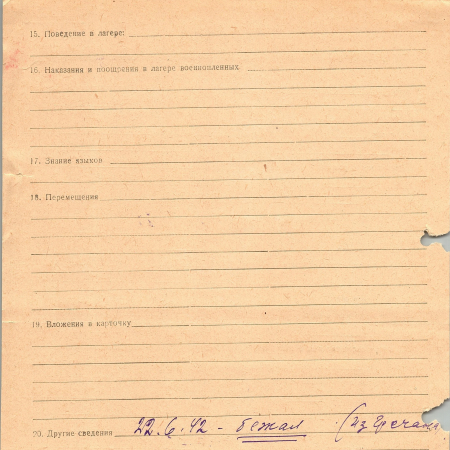 15. Поведение в лагере:
16. Наказания и поощрения в лагере военнопленных
17. Знание языков
18. Перемещения
19. Вложения в карточку
20. Другие сведения 22.6.42 - бежал (из